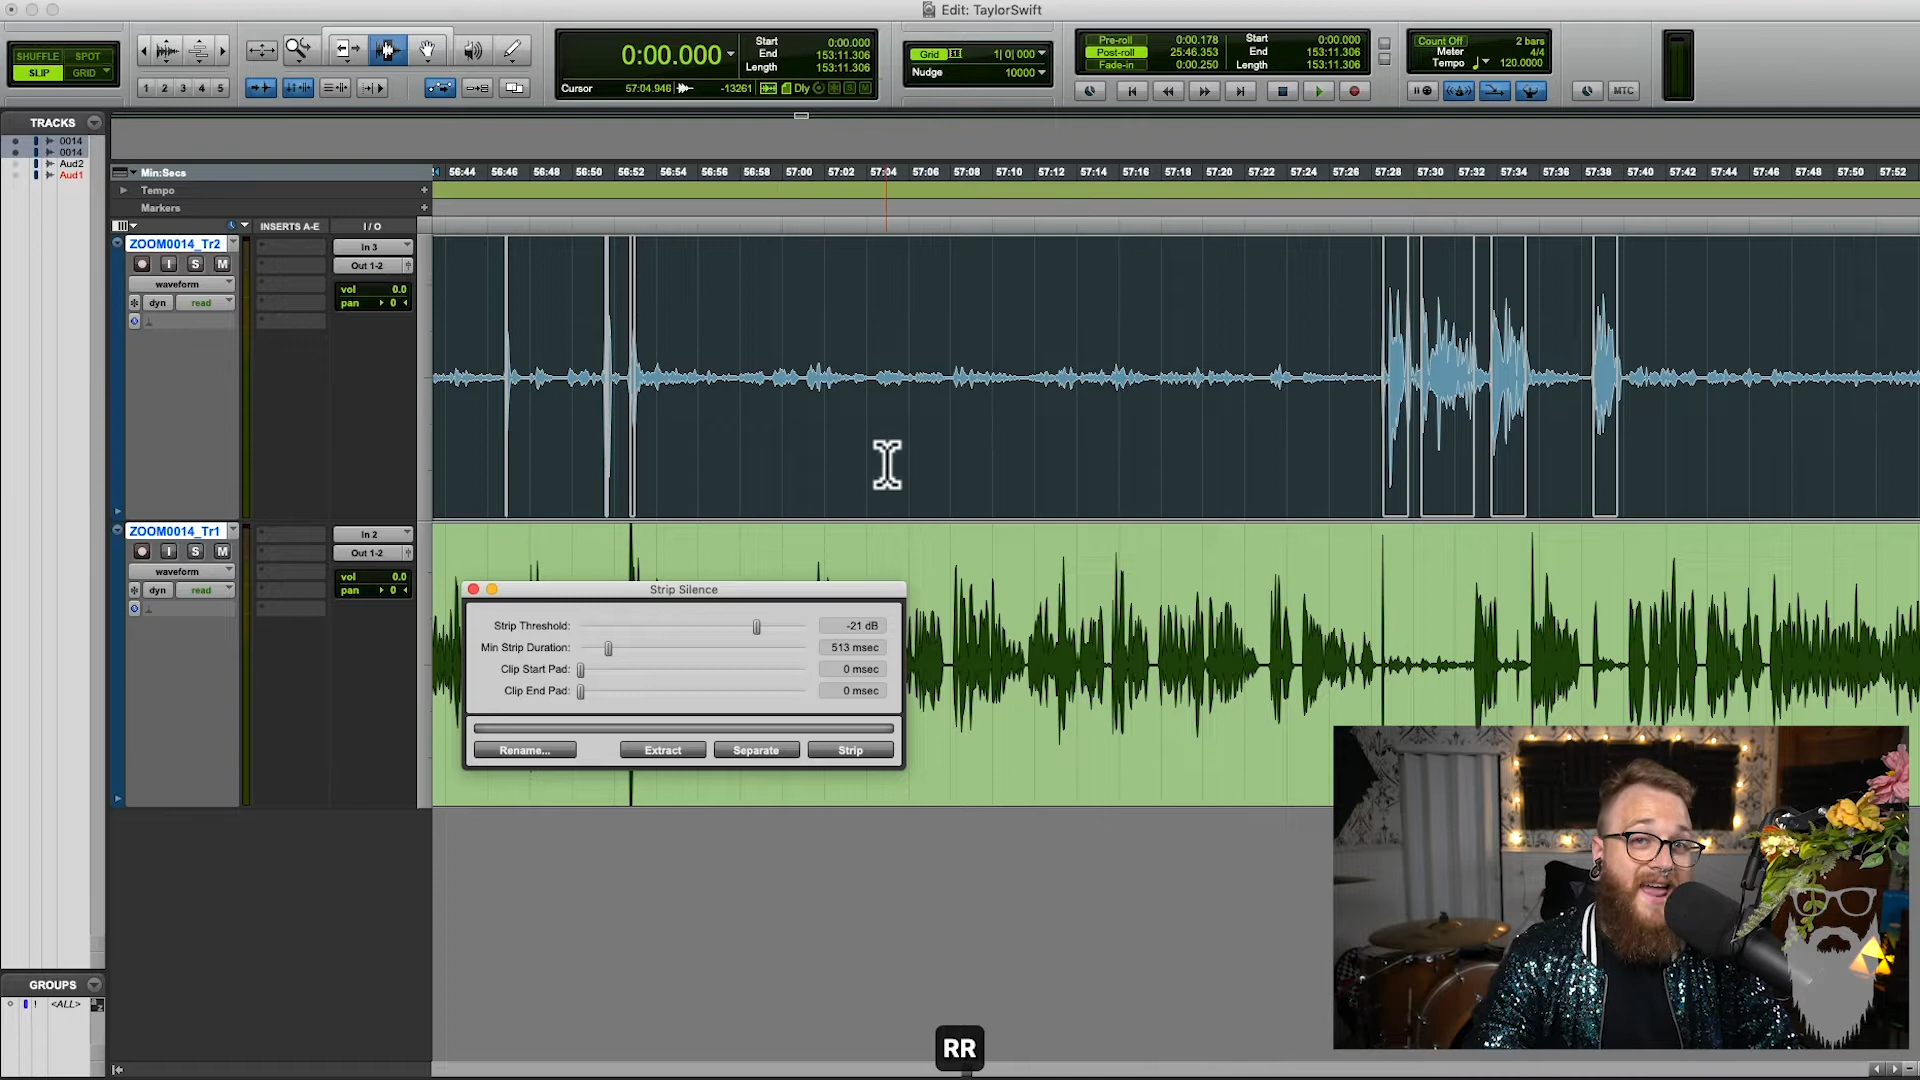 Edit: TaylorSwift
SHUFFLE SPOT
SLIP GRID
1 2 3 4 5
0:00.000
Start 0:00.000
End 153:11.306
Length 153:11.306
Cursor 57:04.946 -13261 Dly
Grid 1| 0| 000
Nudge 10000
Pre-roll 0:00.178
Post-roll 25:46.353
Fade-in 0:00.250
Start 0:00.000
End 153:11.306
Length 153:11.306
Count Off 2 bars
Meter 4/4
Tempo 120.0000
MTC
TRACKS
0014
0014
Aud2
Aud1
Min:Secs
56:44 56:46 56:48 56:50 56:52 56:54 56:56 56:58 57:00 57:02 57:04 57:06 57:08 57:10 57:12 57:14 57:16 57:18 57:20 57:22 57:24 57:26 57:28 57:30 57:32 57:34 57:36 57:38 57:40 57:42 57:44 57:46 57:48 57:50 57:52
Tempo
Markers
INSERTS A-E I / O
ZOOM0014_Tr2
I S M
waveform
dyn read
In 3
Out 1-2
vol 0.0
pan 0
ZOOM0014_Tr1
I S M
waveform
dyn read
In 2
Out 1-2
vol 0.0
pan 0
Strip Silence
Strip Threshold: -21 dB
Min Strip Duration: 513 msec
Clip Start Pad: 0 msec
Clip End Pad: 0 msec
Rename... Extract Separate Strip
GROUPS
! <ALL>
RR